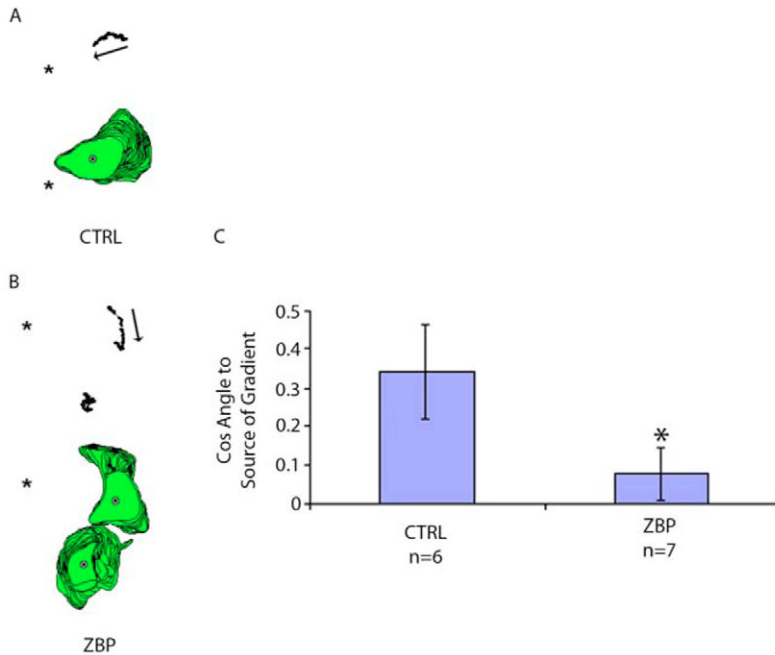 A
*
*
CTRL
B
*
*
ZBP
C
Cos Angle to
Source of Gradient
0.5
0.4
0.3
0.2
0.1
0
*
CTRL
n=6
ZBP
n=7